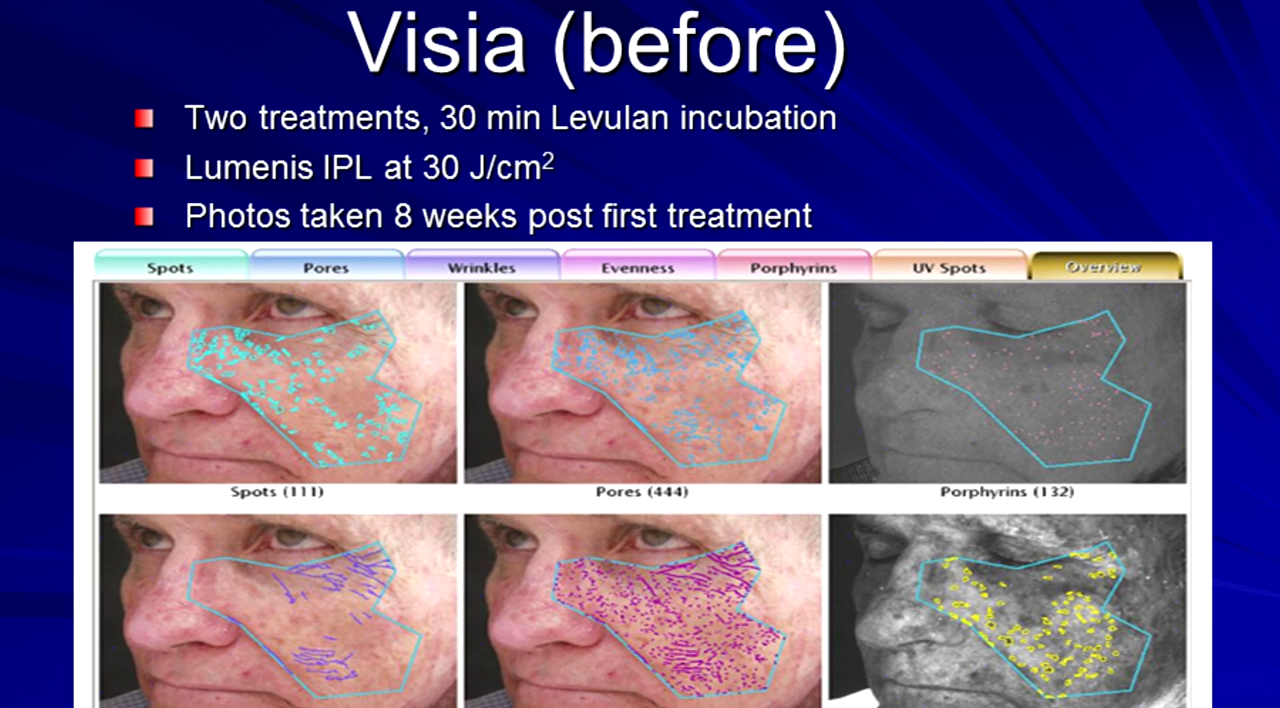 Visia (before)
Two treatments, 30 min Levulan incubation
Lumenis IPL at 30 J/cm²
Photos taken 8 weeks post first treatment
Spots Pores Wrinkles Evenness Porphyrins UV Spots Overview
Spots (111) Pores (444) Porphyrins (132)